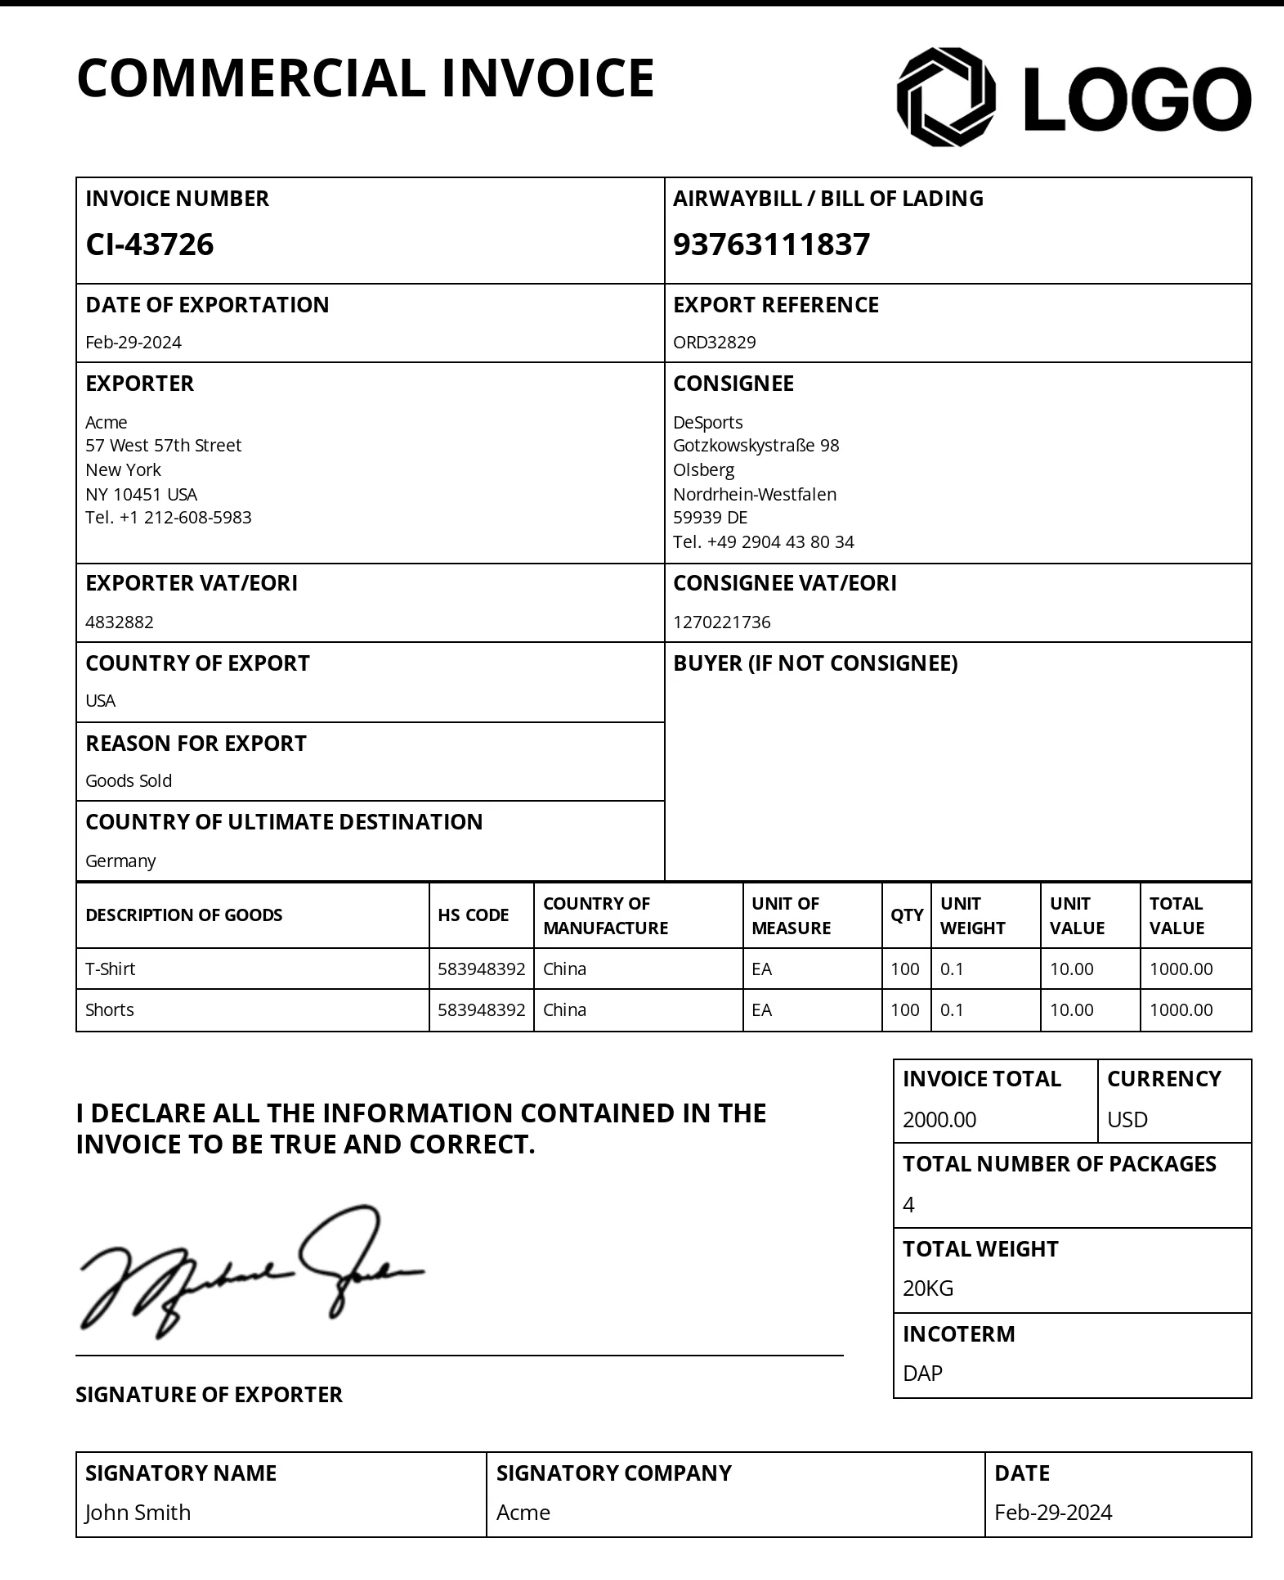 COMMERCIAL INVOICE
LOGO
INVOICE NUMBER
CI-43726
AIRWAYBILL / BILL OF LADING
93763111837
DATE OF EXPORTATION
Feb-29-2024
EXPORT REFERENCE
ORD32829
EXPORTER
Acme
57 West 57th Street
New York
NY 10451 USA
Tel. +1 212-608-5983
CONSIGNEE
DeSports
Gotzkowskystraße 98
Olsberg
Nordrhein-Westfalen
59939 DE
Tel. +49 2904 43 80 34
EXPORTER VAT/EORI
4832882
CONSIGNEE VAT/EORI
1270221736
COUNTRY OF EXPORT
USA
REASON FOR EXPORT
Goods Sold
COUNTRY OF ULTIMATE DESTINATION
Germany
BUYER (IF NOT CONSIGNEE)
DESCRIPTION OF GOODS HS CODE COUNTRY OF MANUFACTURE UNIT OF MEASURE QTY UNIT WEIGHT UNIT VALUE TOTAL VALUE
T-Shirt 583948392 China EA 100 0.1 10.00 1000.00
Shorts 583948392 China EA 100 0.1 10.00 1000.00
I DECLARE ALL THE INFORMATION CONTAINED IN THE
INVOICE TO BE TRUE AND CORRECT.
SIGNATURE OF EXPORTER
INVOICE TOTAL
2000.00
CURRENCY
USD
TOTAL NUMBER OF PACKAGES
4
TOTAL WEIGHT
20KG
INCOTERM
DAP
SIGNATORY NAME
John Smith
SIGNATORY COMPANY
Acme
DATE
Feb-29-2024